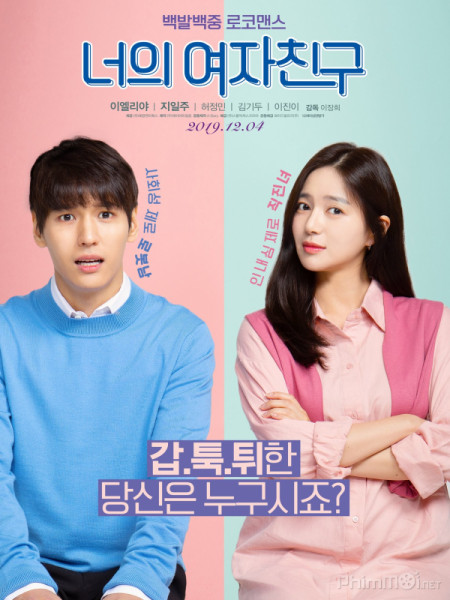 백발백중 로코맨스
너의 여자친구
이엘리야 | 지일주 | 허정민 | 김기두 | 이진이 감독 이장희
2019.12.04
사회성 제로 로봇남
인내심 제로 직진녀
갑.툭.튀한
당신은 누구시죠?
PhimMoi.NET